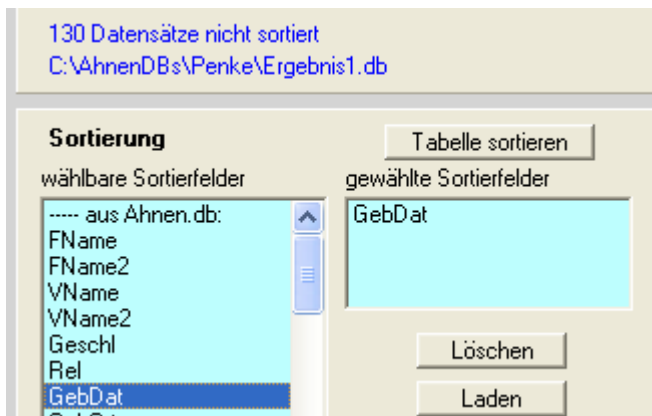 130 Datensätze nicht sortiert
C:\AhnenDBs\Penke\Ergebnis1.db
Sortierung
Tabelle sortieren
wählbare Sortierfelder
gewählte Sortierfelder
----- aus Ahnen.db:
FName
FName2
VName
VName2
Geschl
Rel
GebDat
GebDat
Löschen
Laden